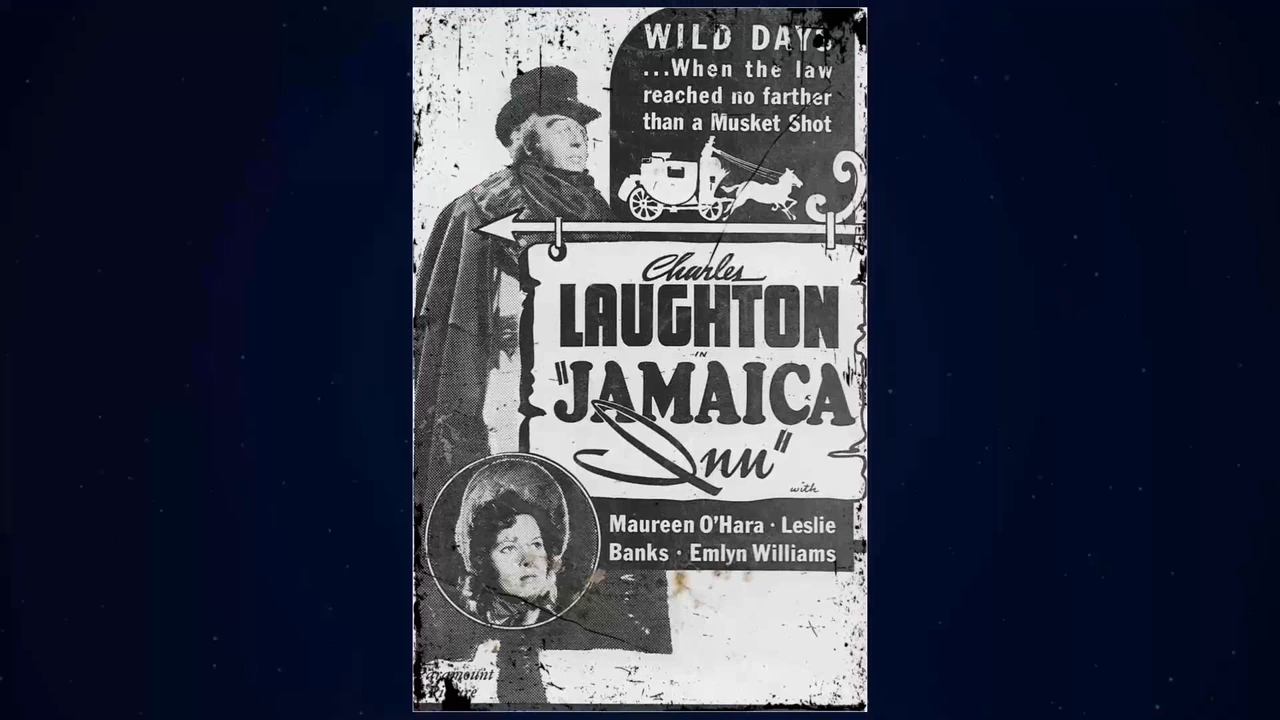 WILD DAYS
...When the law
reached no farther
than a Musket Shot
Charles
LAUGHTON
IN
"JAMAICA
Inn"
with
Maureen O'Hara · Leslie
Banks · Emlyn Williams
Paramount
Picture